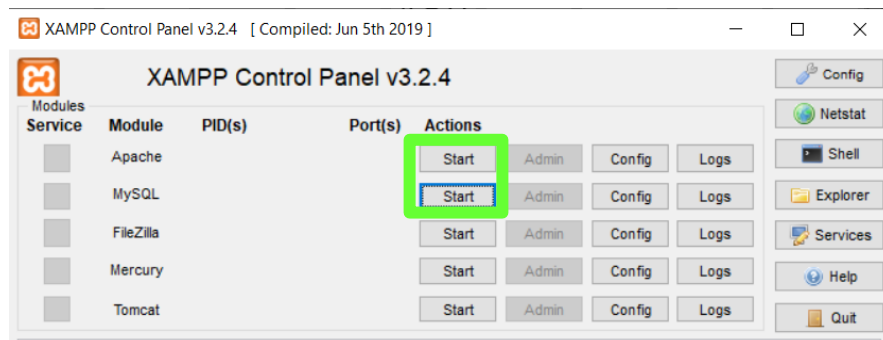 XAMPP Control Panel v3.2.4 [ Compiled: Jun 5th 2019 ]
XAMPP Control Panel v3.2.4 Config
Modules
Service Module PID(s) Port(s) Actions Netstat
Apache Start Admin Config Logs Shell
MySQL Start Admin Config Logs Explorer
FileZilla Start Admin Config Logs Services
Mercury Start Admin Config Logs Help
Tomcat Start Admin Config Logs Quit